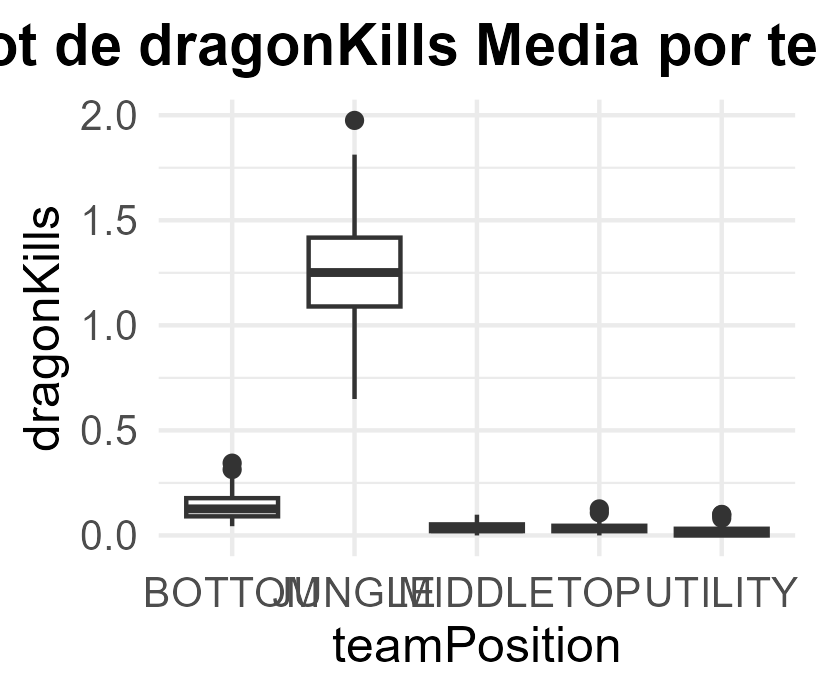 ot de dragonKills Media por te
2.0
1.5
1.0
0.5
0.0
dragonKills
BOTTOM JUNGLE MIDDLE TOP UTILITY
teamPosition